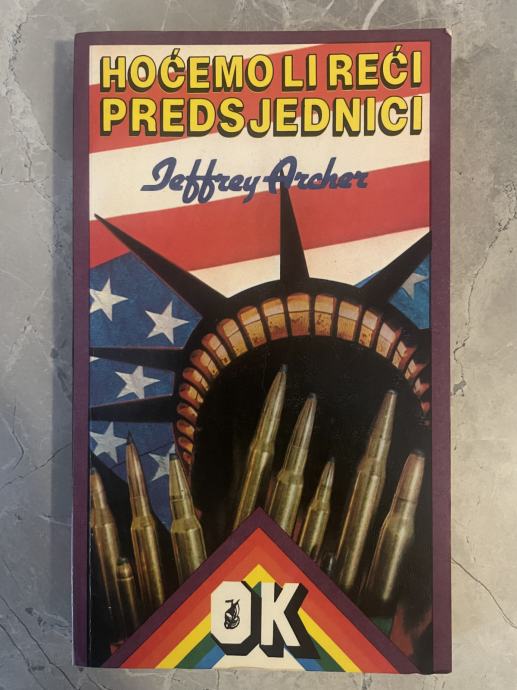 HOĆEMO LI REĆI
PREDSJEDNICI
Jeffrey Archer
OK